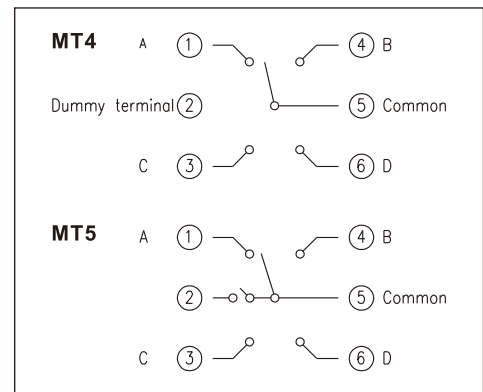 MT4 A 1 4 B
Dummy terminal 2 5 Common
C 3 6 D
MT5 A 1 4 B
2 5 Common
C 3 6 D